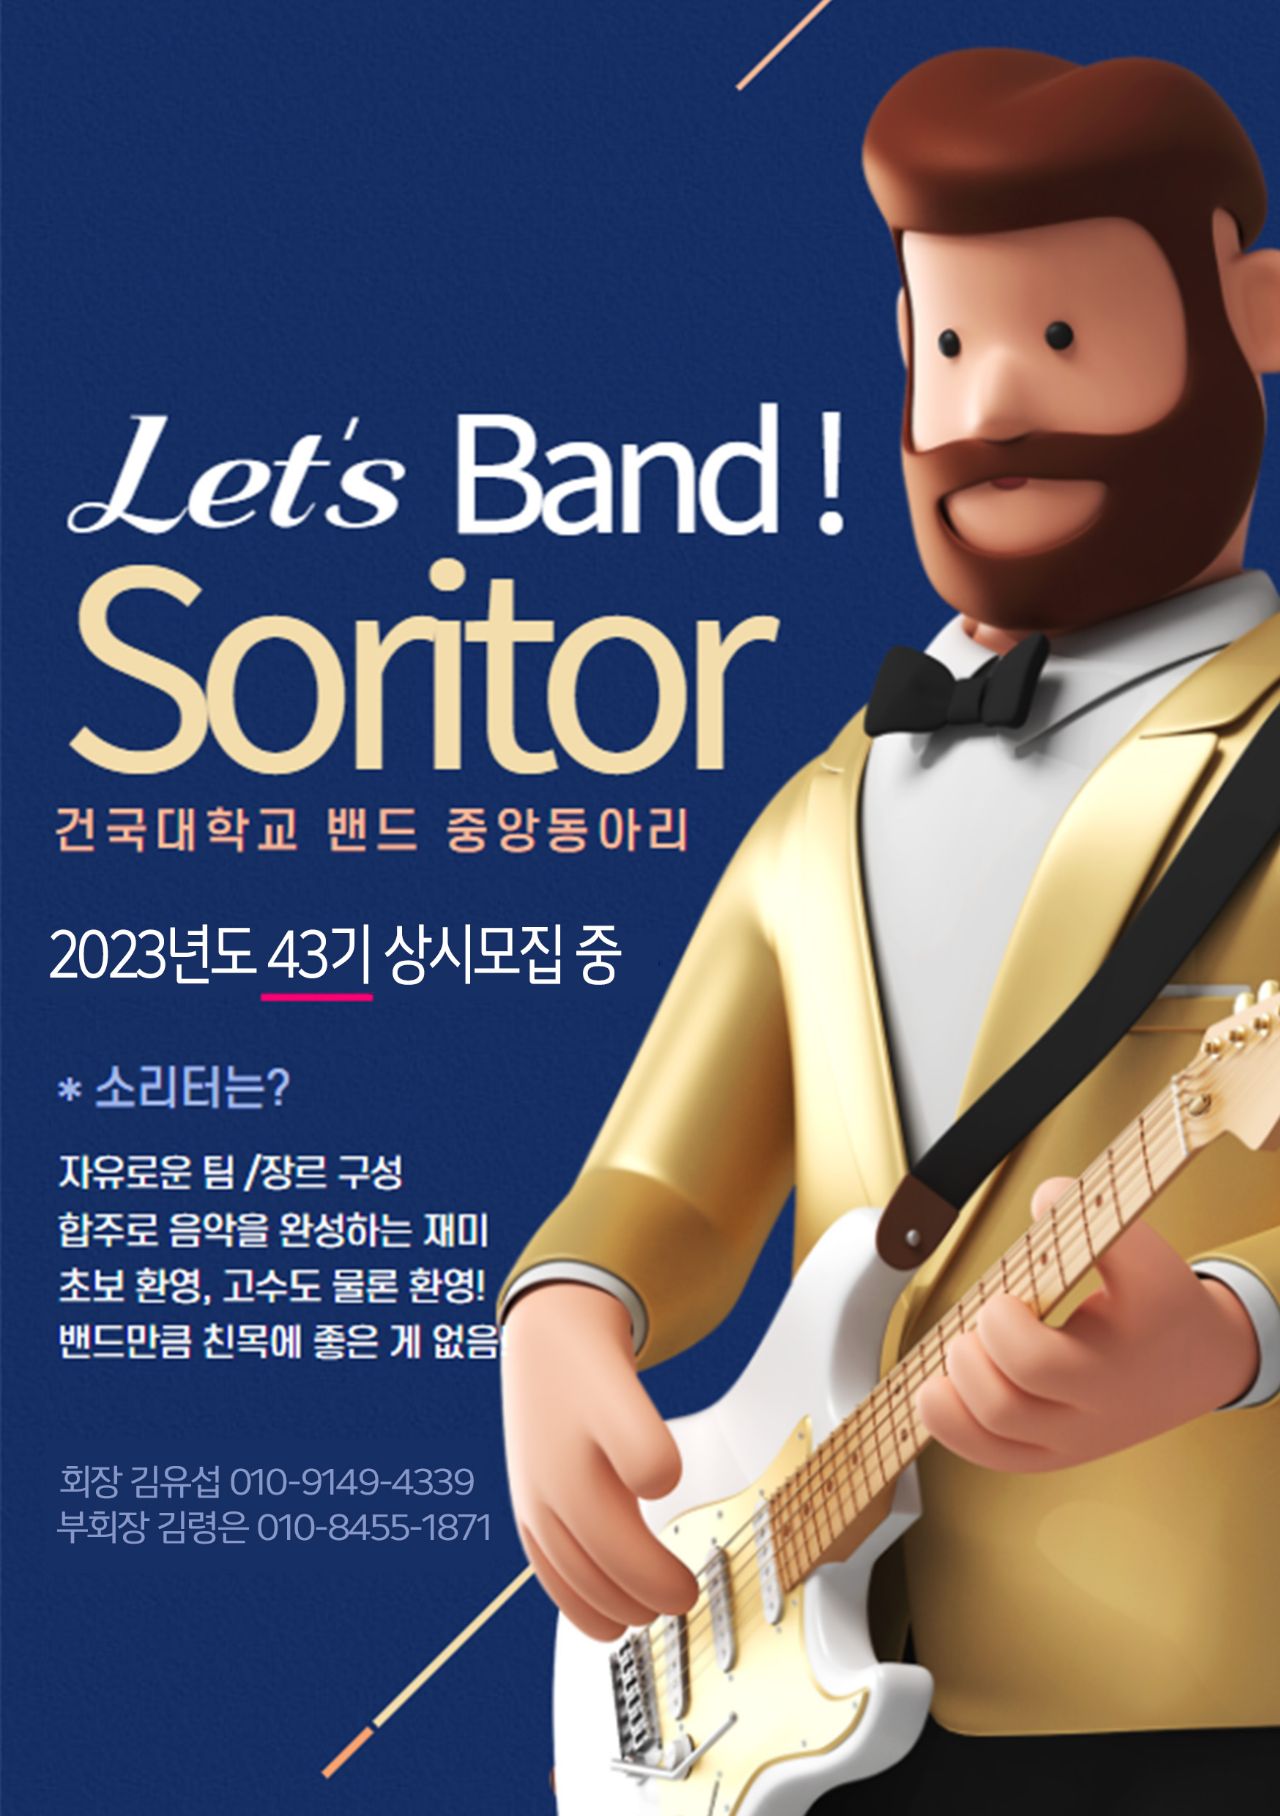 Let's Band !
Soritor
건국대학교 밴드 중앙동아리
2023년도 43기 상시모집 중
* 소리터는?
자유로운 팀 /장르 구성
합주로 음악을 완성하는 재미
초보 환영, 고수도 물론 환영!
밴드만큼 친목에 좋은 게 없음!
회장 김유섭 010-9149-4339
부회장 김령은 010-8455-1871